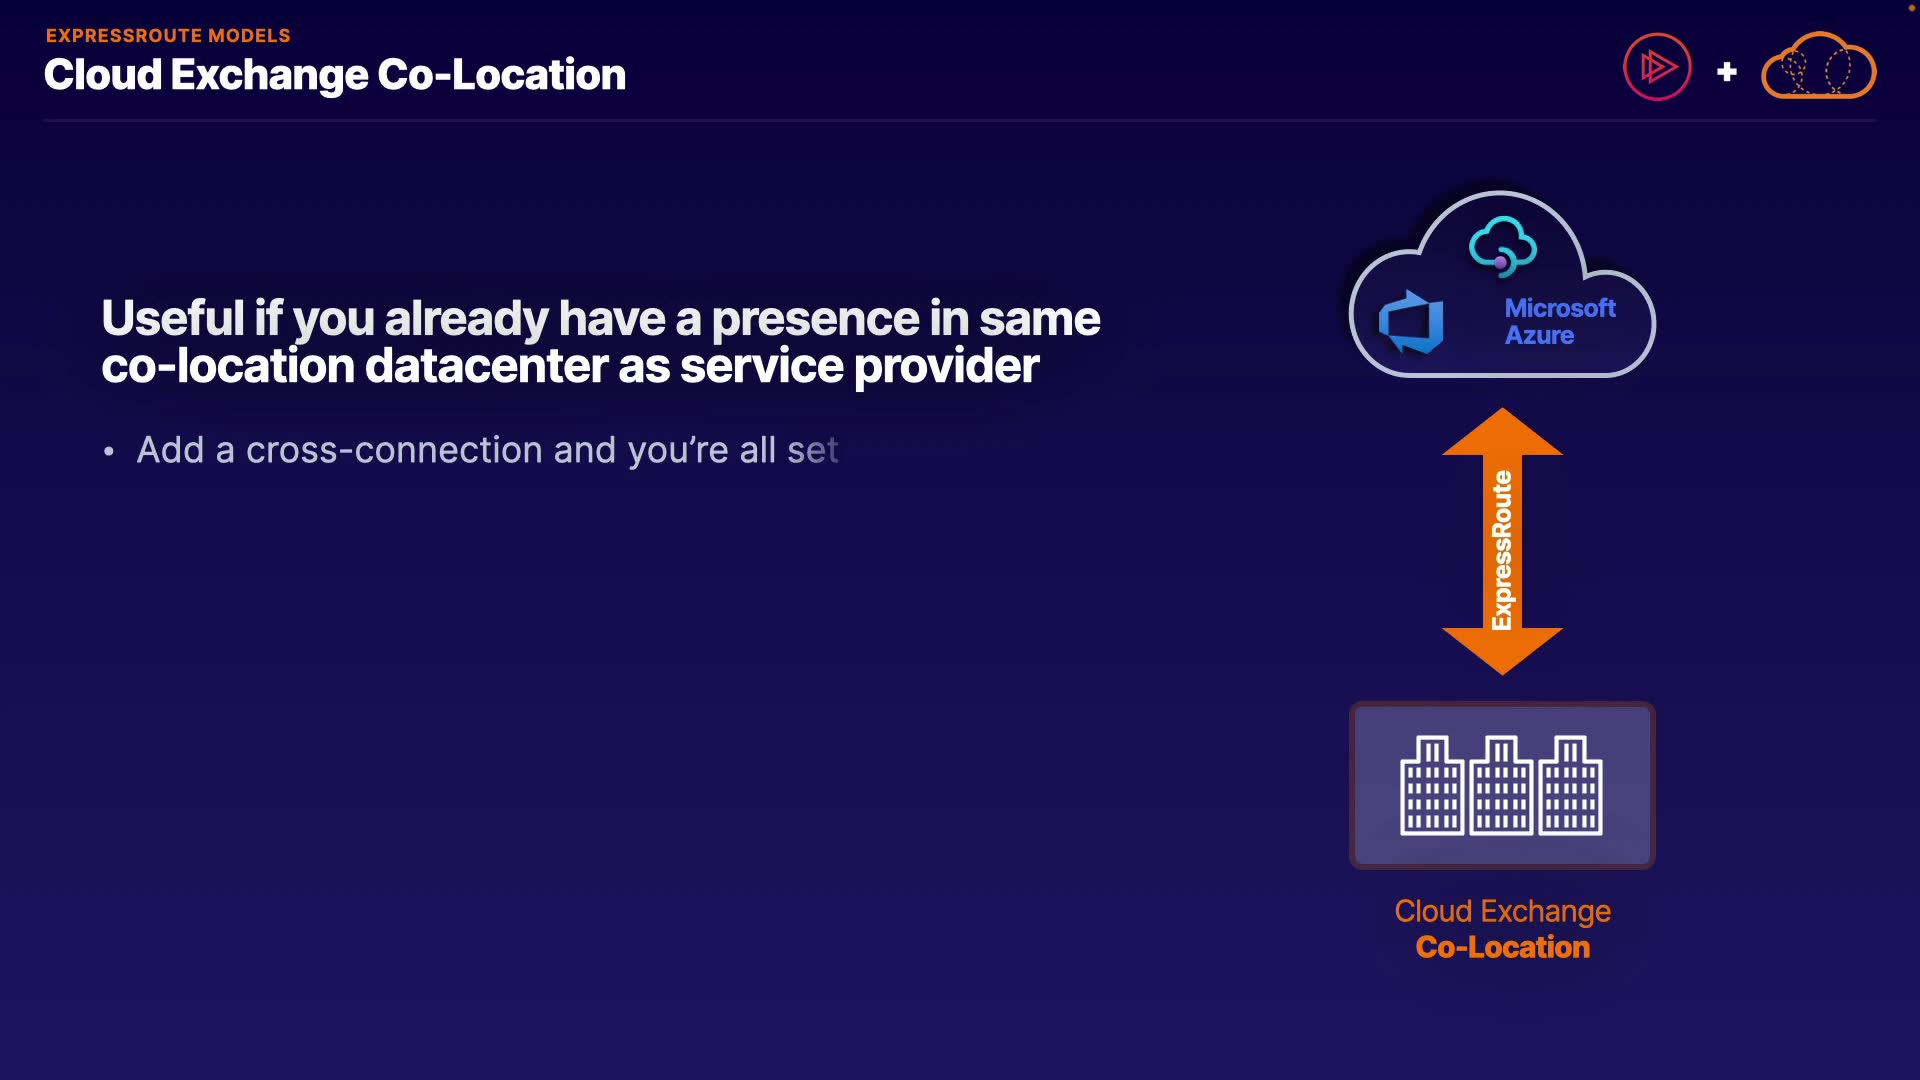 EXPRESSROUTE MODELS
Cloud Exchange Co-Location
+
Useful if you already have a presence in same
co-location datacenter as service provider
• Add a cross-connection and you’re all set
Microsoft
Azure
ExpressRoute
Cloud Exchange
Co-Location